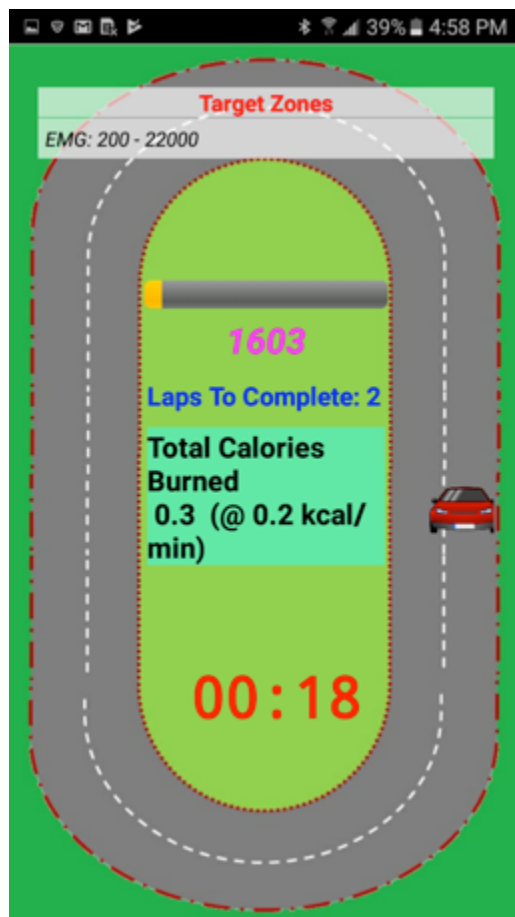 39% 4:58 PM
Target Zones
EMG: 200 - 22000
1603
Laps To Complete: 2
Total Calories
Burned
0.3 (@ 0.2 kcal/
min)
00:18